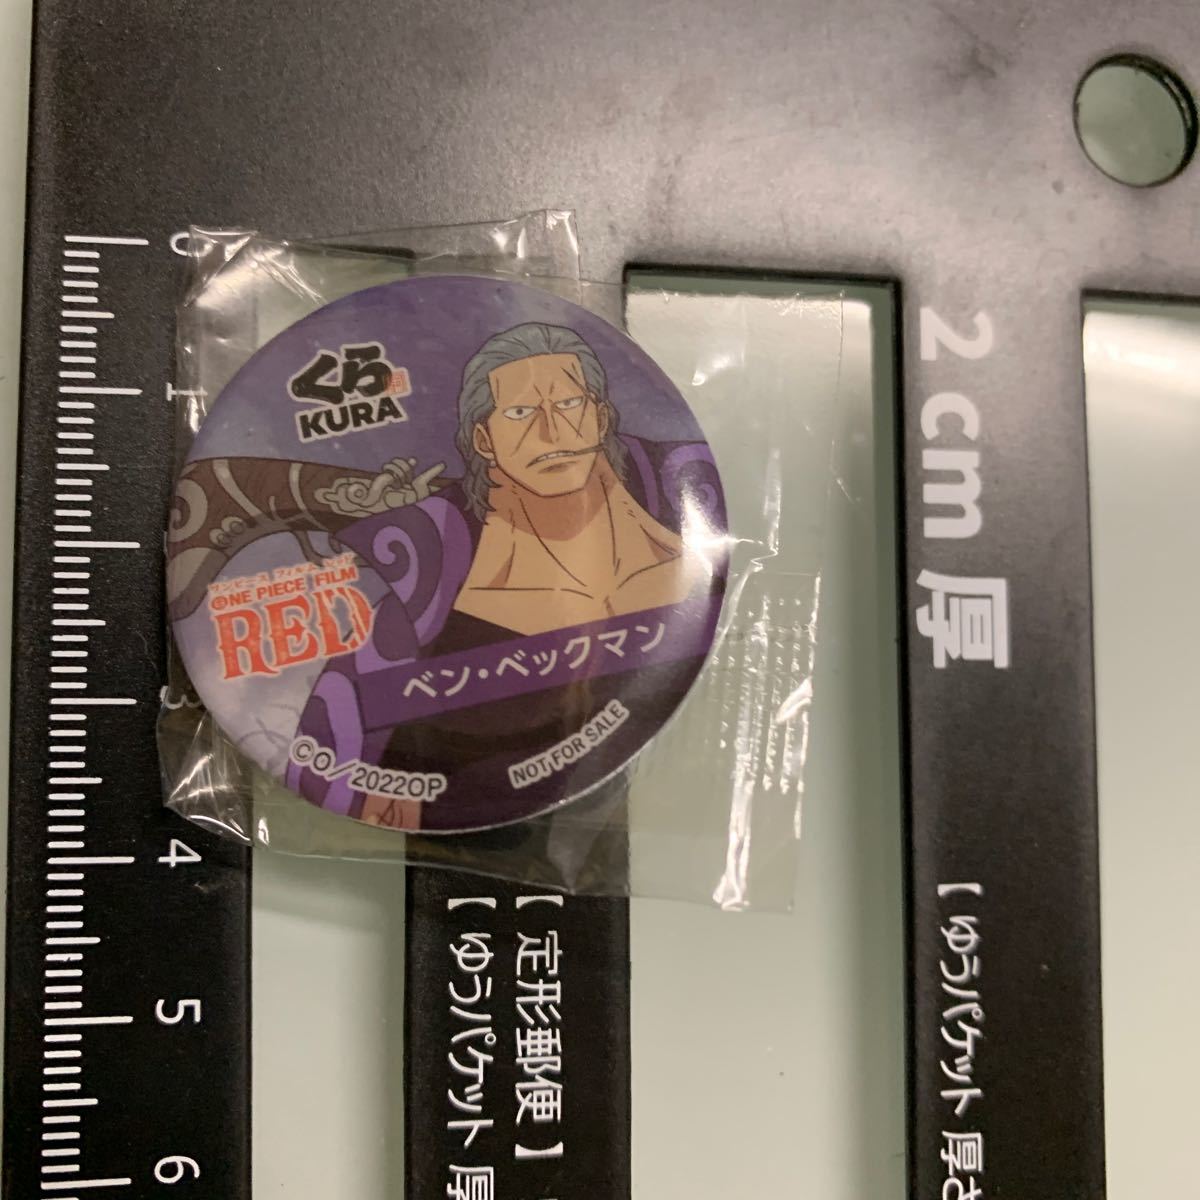 くら
KURA
ワンピース フィルム レッド
ONE PIECE FILM
RED
ベン・ベックマン
NOT FOR SALE
©O/2022OP
0
1
3
4
5
6
2cm厚
【定形郵便】
【ゆうパケット 厚
【ゆうパケット 厚さ